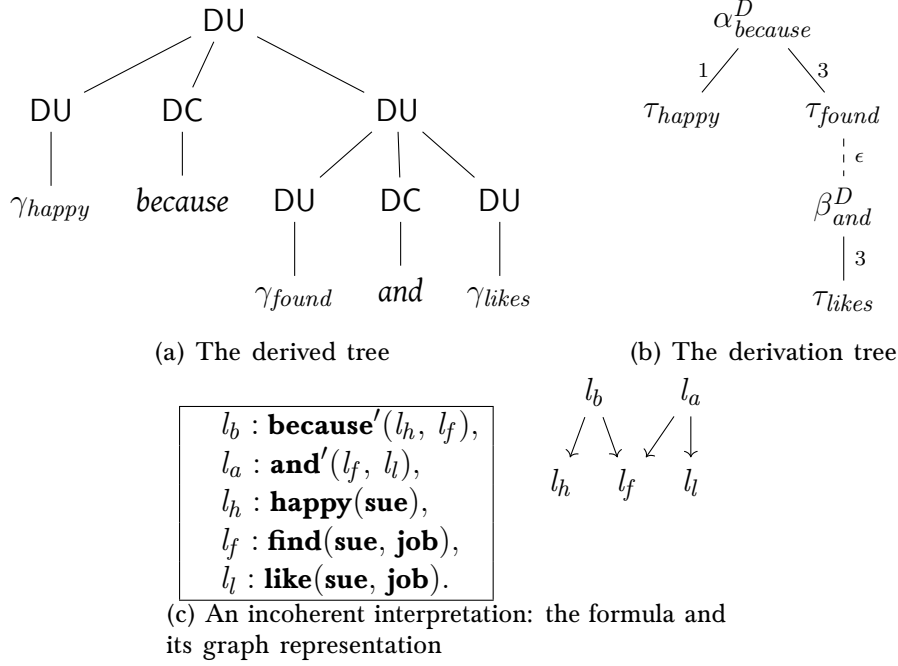 DU
DU DC DU
γhappy because DU DC DU
γfound and γlikes
(a) The derived tree
α^D_because
1 3
τhappy τfound
ϵ
β^D_and
3
τlikes
(b) The derivation tree
l_b : because′(l_h, l_f),
l_a : and′(l_f, l_l),
l_h : happy(sue),
l_f : find(sue, job),
l_l : like(sue, job).
l_b l_a
l_h l_f l_l
(c) An incoherent interpretation: the formula and
its graph representation